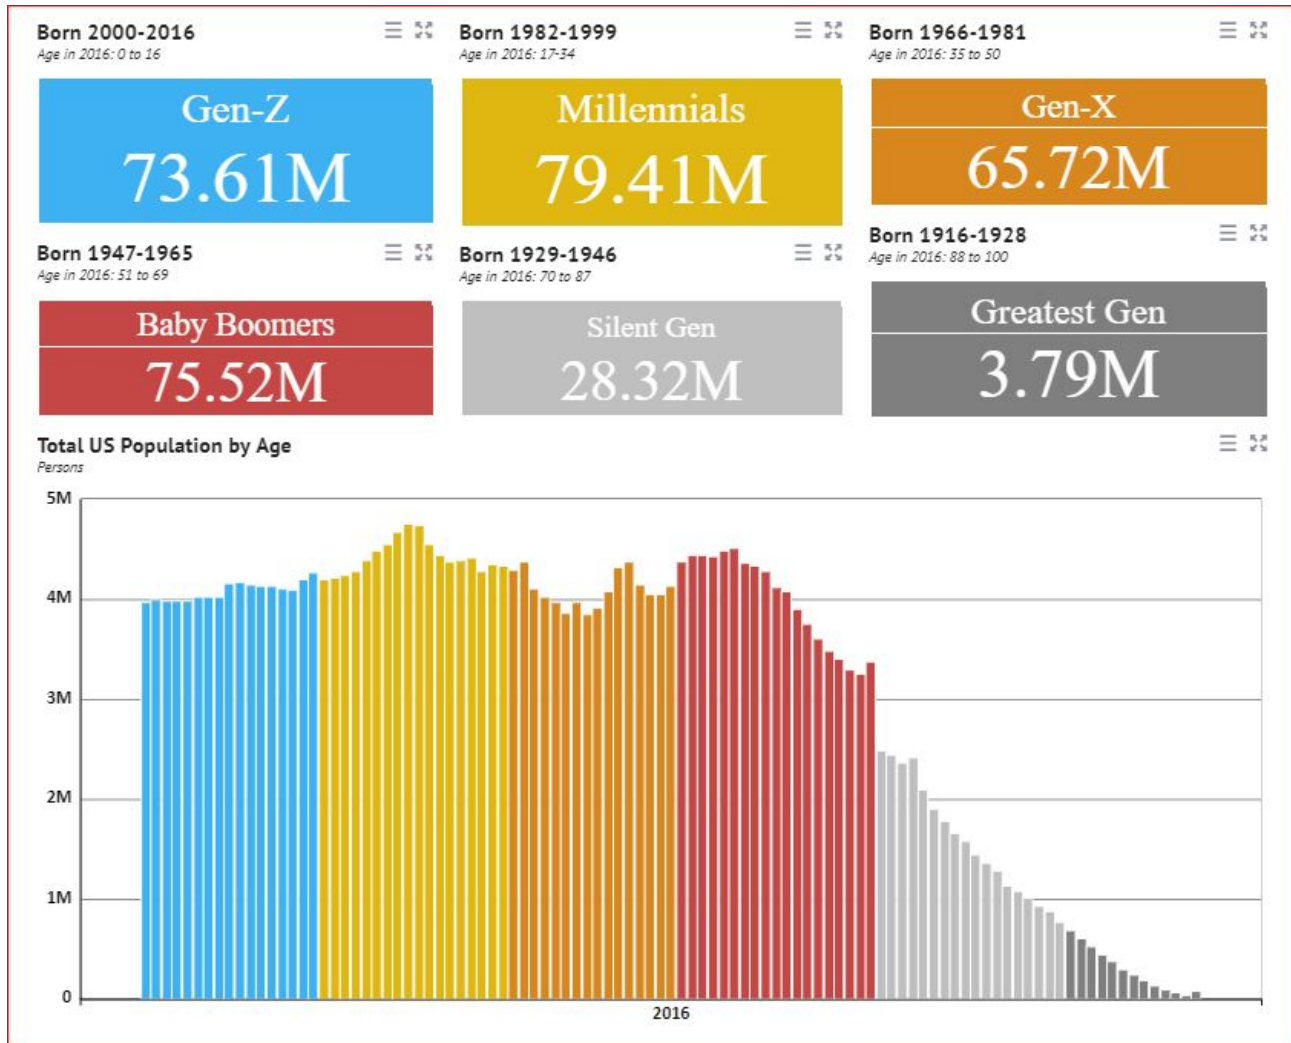 Born 2000-2016
Age in 2016: 0 to 16
Gen-Z
73.61M
Born 1982-1999
Age in 2016: 17-34
Millennials
79.41M
Born 1966-1981
Age in 2016: 35 to 50
Gen-X
65.72M
Born 1947-1965
Age in 2016: 51 to 69
Baby Boomers
75.52M
Born 1929-1946
Age in 2016: 70 to 87
Silent Gen
28.32M
Born 1916-1928
Age in 2016: 88 to 100
Greatest Gen
3.79M
Total US Population by Age
Persons
5M
4M
3M
2M
1M
0
2016